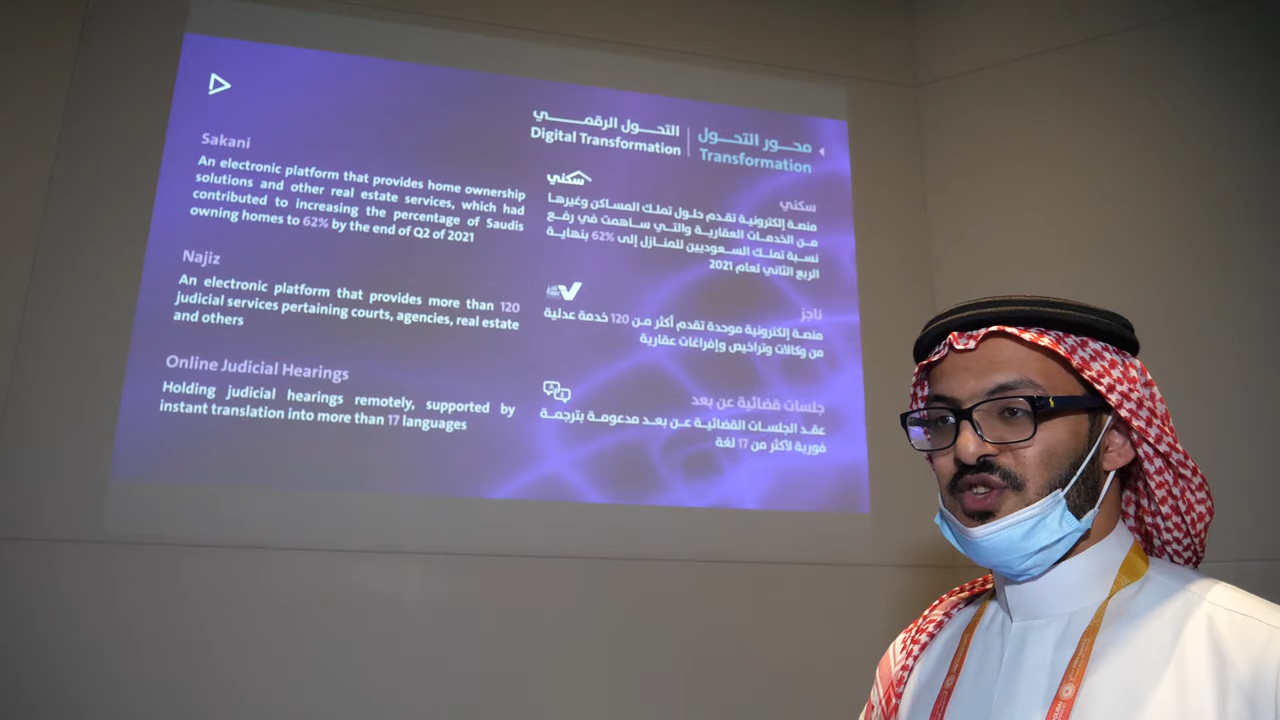 محور التحول
Transformation
التحول الرقمي
Digital Transformation
Sakani
An electronic platform that provides home ownership
solutions and other real estate services, which had
contributed to increasing the percentage of Saudis
owning homes to 62% by the end of Q2 of 2021
Najiz
An electronic platform that provides more than 120
judicial services pertaining courts, agencies, real estate
and others
Online Judicial Hearings
Holding judicial hearings remotely, supported by
instant translation into more than 17 languages
سكني
سكني
منصة إلكترونية تقدم حلول تملك المساكن وغيرها
من الخدمات العقارية والتي ساهمت في رفع
نسبة تملك السعوديين للمنازل إلى 62% بنهاية
الربع الثاني لعام 2021
ناجز
منصة إلكترونية موحدة تقدم أكثر من 120 خدمة عدلية
من وكالات وتراخيص وإفراغات عقارية
جلسات قضائية عن بعد
عقد الجلسات القضائية عن بعد مدعومة بترجمة
فورية لأكثر من 17 لغة